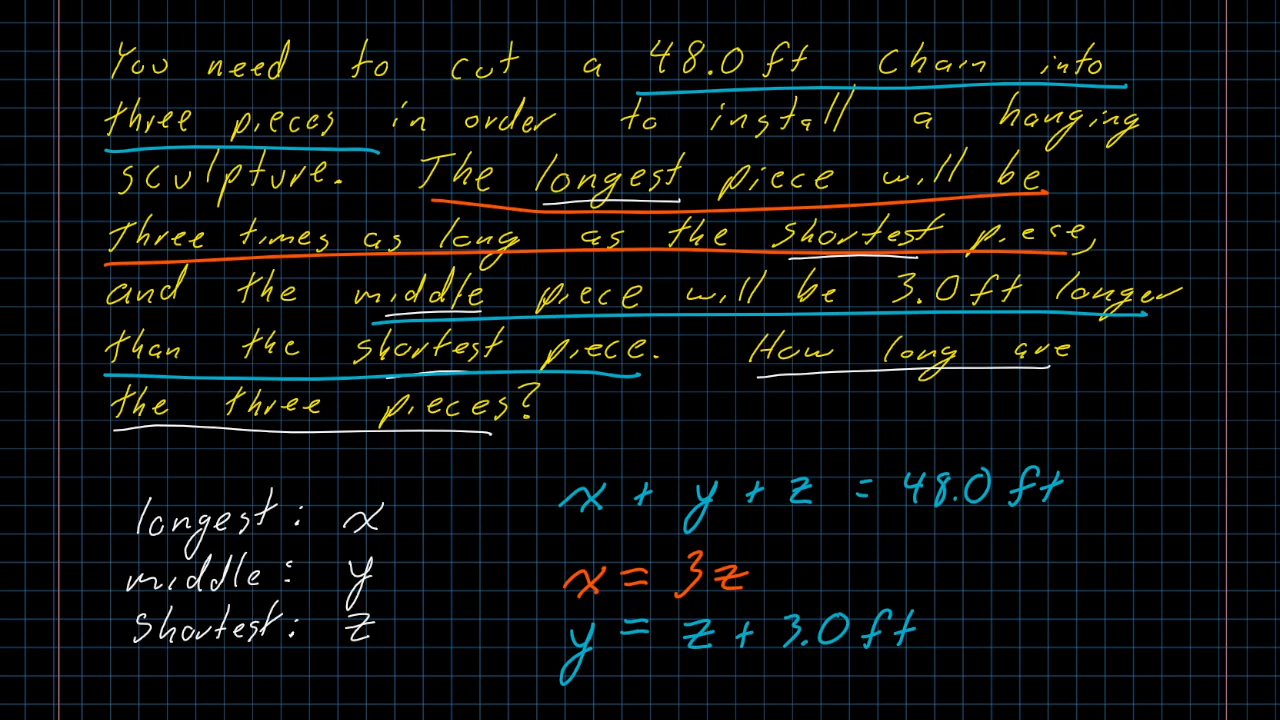 You need to cut a 48.0 ft chain into
three pieces in order to install a hanging
sculpture. The longest piece will be
three times as long as the shortest piece,
and the middle piece will be 3.0 ft longer
than the shortest piece. How long are
the three pieces?
longest: x
middle: y
shortest: z
x + y + z = 48.0 ft
x = 3z
y = z + 3.0 ft